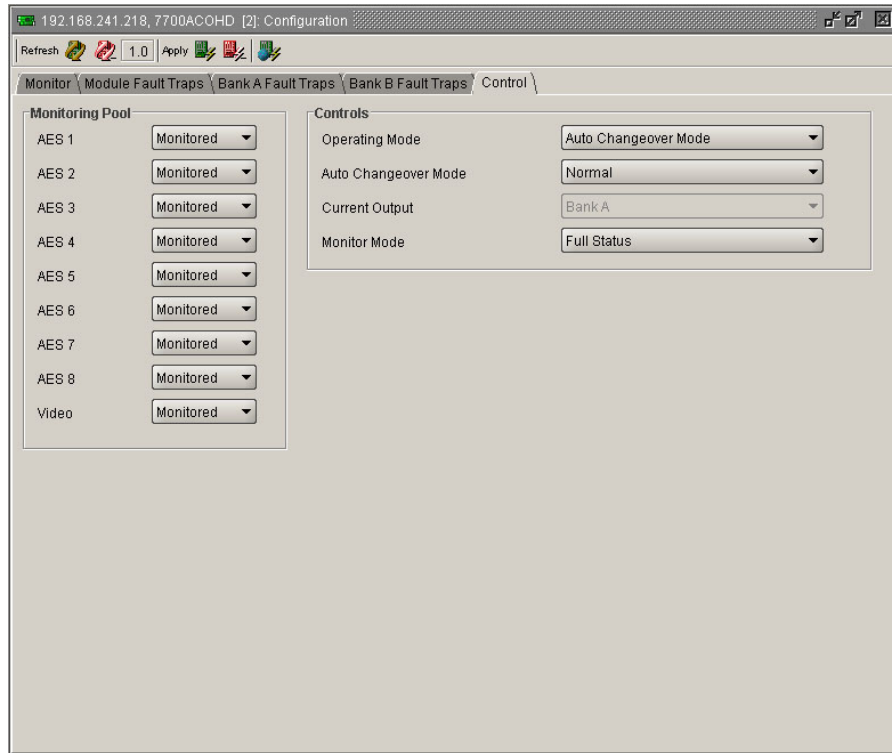 192.168.241.218, 7700ACOHD [2]: Configuration
Refresh 1.0 Apply
Monitor Module Fault Traps Bank A Fault Traps Bank B Fault Traps Control
Monitoring Pool
AES 1 Monitored
AES 2 Monitored
AES 3 Monitored
AES 4 Monitored
AES 5 Monitored
AES 6 Monitored
AES 7 Monitored
AES 8 Monitored
Video Monitored
Controls
Operating Mode Auto Changeover Mode
Auto Changeover Mode Normal
Current Output Bank A
Monitor Mode Full Status